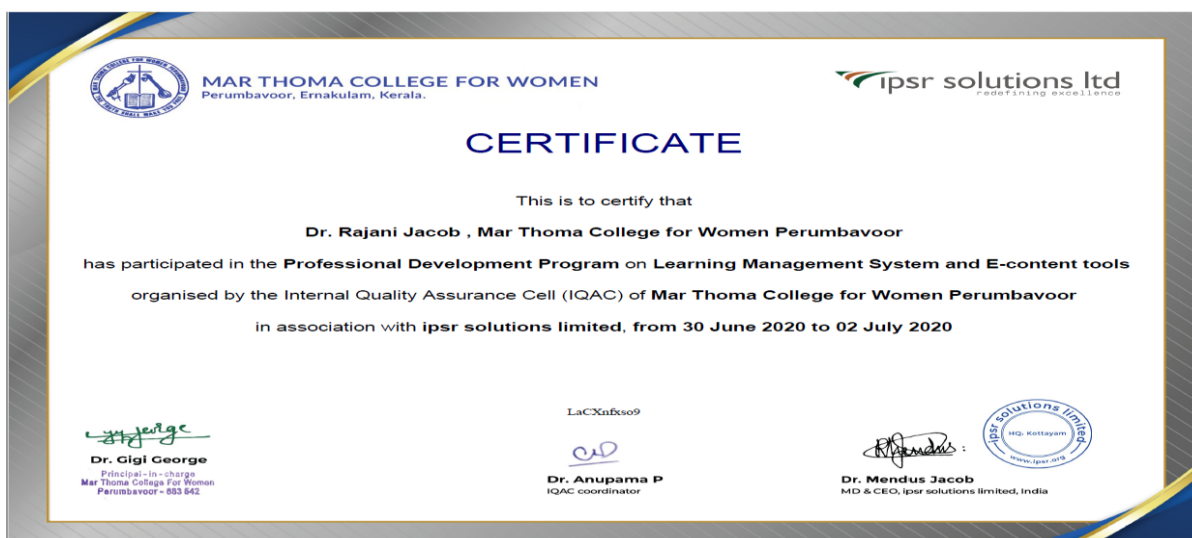 MAR THOMA COLLEGE FOR WOMEN
Perumbavoor, Ernakulam, Kerala.
ipsr solutions ltd
redefining excellence
CERTIFICATE
This is to certify that
Dr. Rajani Jacob , Mar Thoma College for Women Perumbavoor
has participated in the Professional Development Program on Learning Management System and E-content tools
organised by the Internal Quality Assurance Cell (IQAC) of Mar Thoma College for Women Perumbavoor
in association with ipsr solutions limited, from 30 June 2020 to 02 July 2020
LaCXnfxso9
Dr. Gigi George
Principal-in-charge
Mar Thoma College For Women
Perumbavoor - 683 542
Dr. Anupama P
IQAC coordinator
Dr. Mendus Jacob
MD & CEO, ipsr solutions limited, India
ipsr solutions limited
HQ: Kottayam
www.ipsr.org